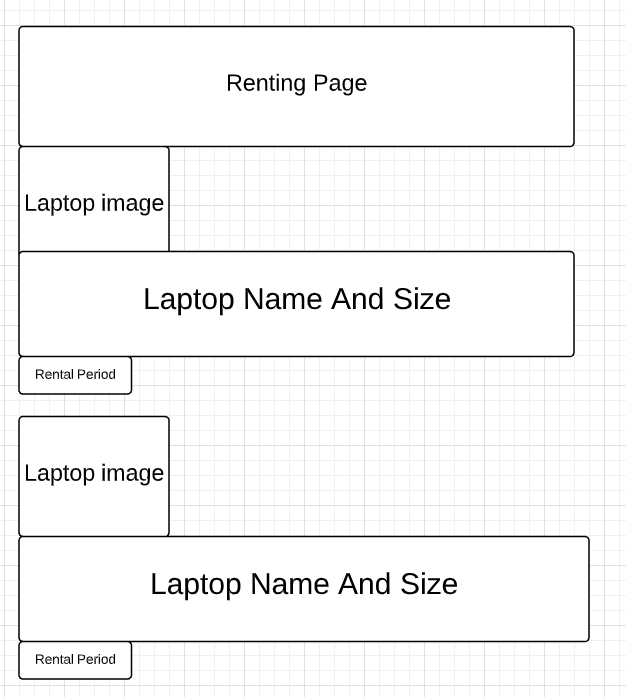 Renting Page
Laptop image
Laptop Name And Size
Rental Period
Laptop image
Laptop Name And Size
Rental Period